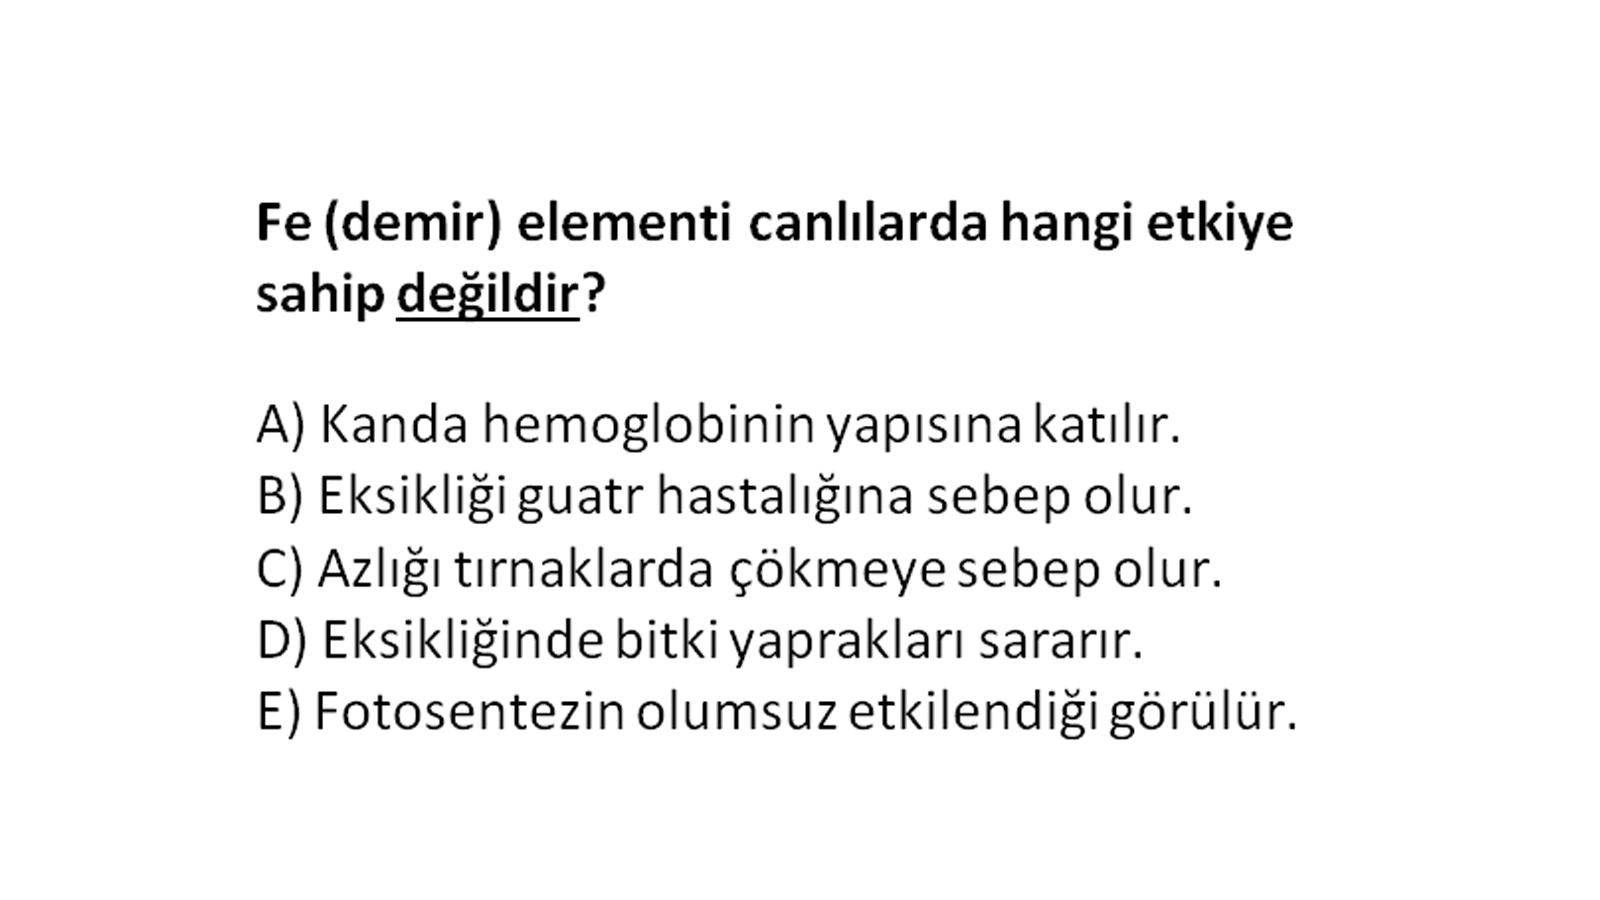 Fe (demir) elementi canlılarda hangi etkiye
sahip değildir?
A) Kanda hemoglobinin yapısına katılır.
B) Eksikliği guatr hastalığına sebep olur.
C) Azlığı tırnaklarda çökmeye sebep olur.
D) Eksikliğinde bitki yaprakları sararır.
E) Fotosentezin olumsuz etkilendiği görülür.